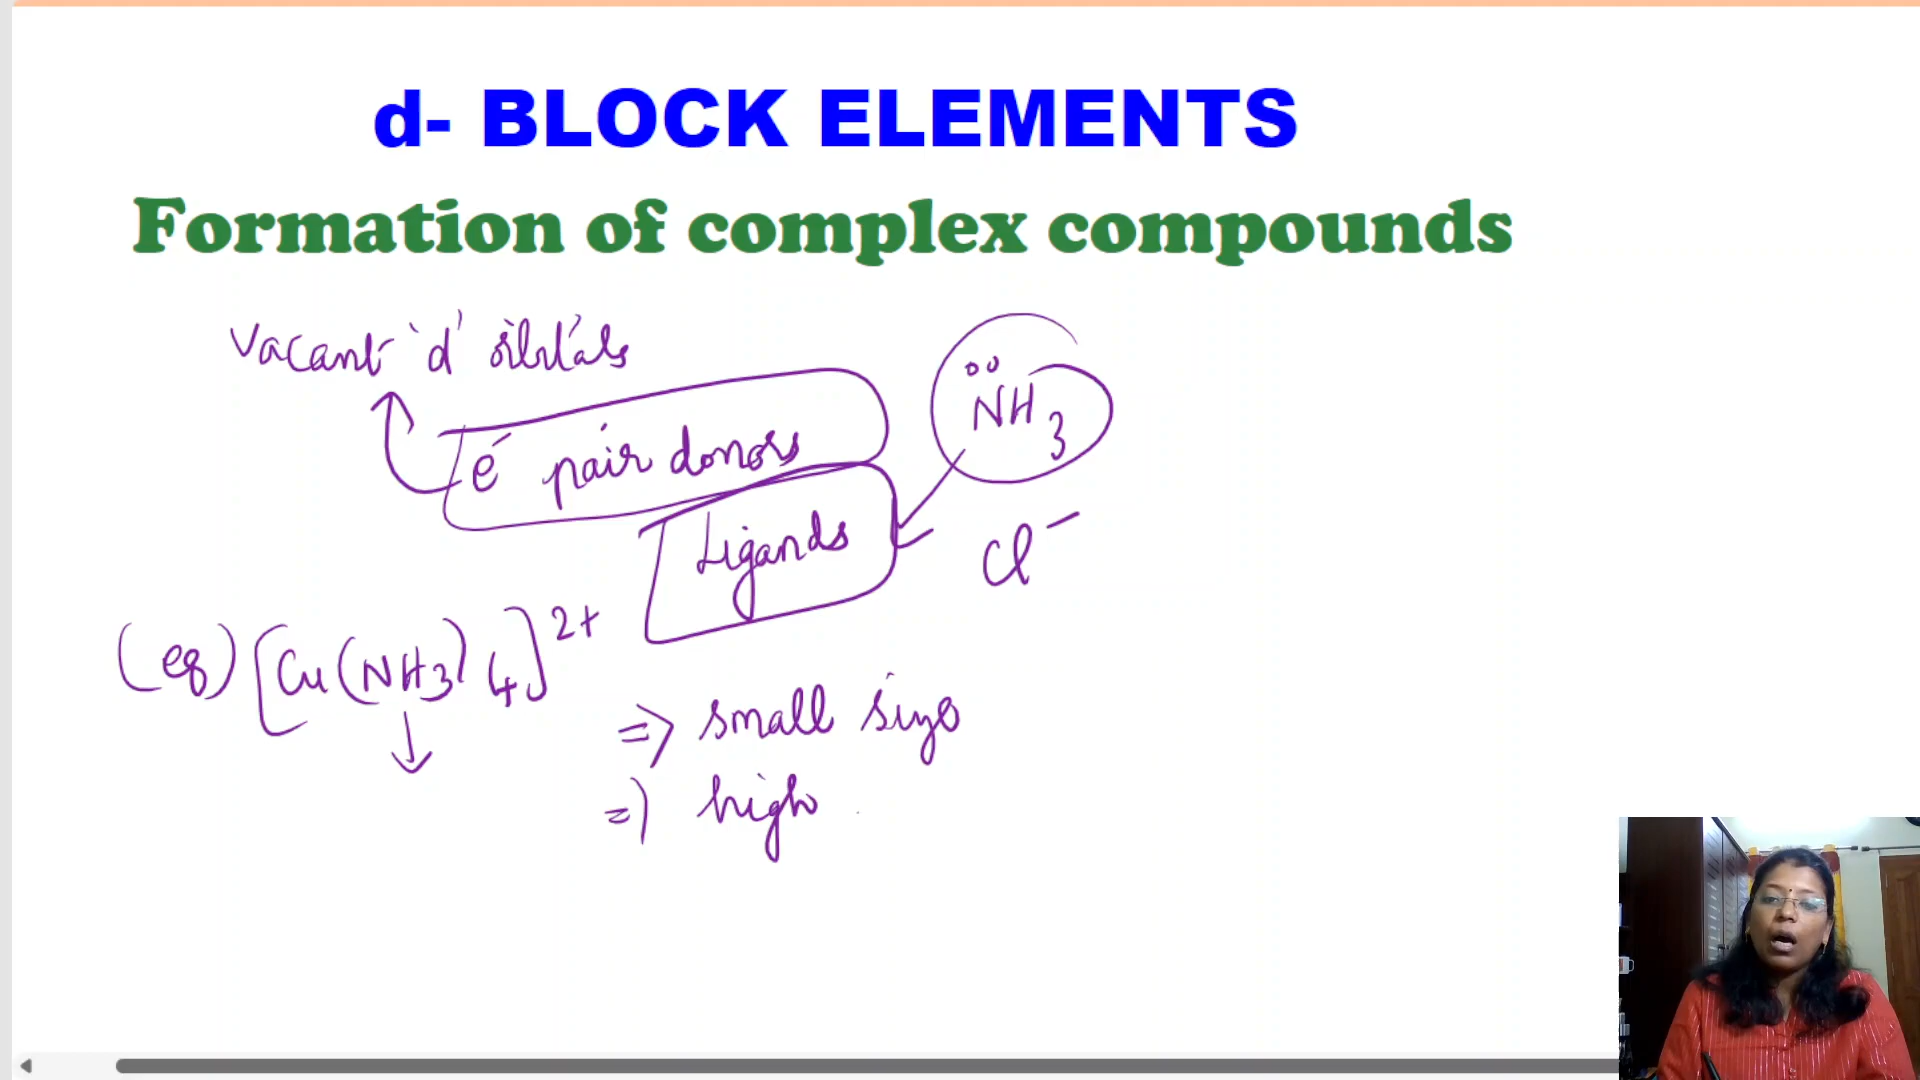 d- BLOCK ELEMENTS
Formation of complex compounds
Vacant 'd' orbitals
e⁻ pair donors
NH3
Ligands
Cl⁻
(eg) [Cu(NH3)4]2+
=> small size
=> high